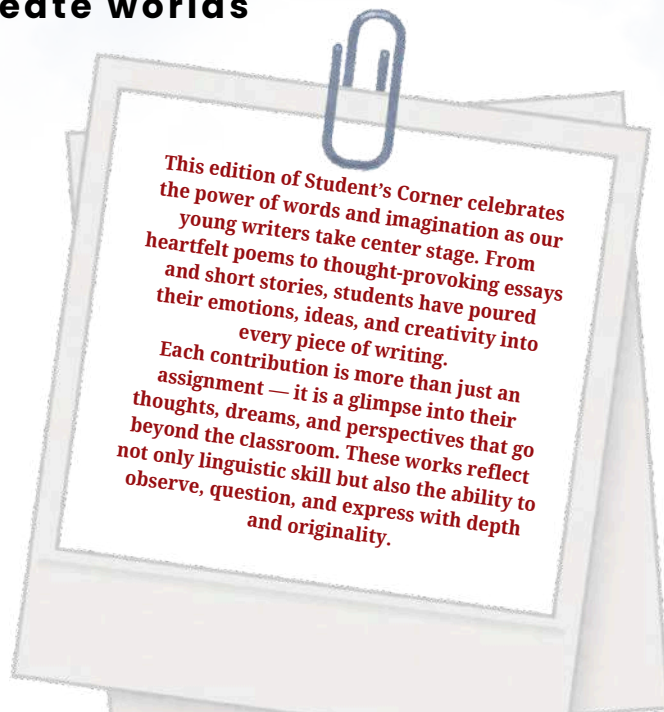 eate worlds
This edition of Student’s Corner celebrates
the power of words and imagination as our
young writers take center stage. From
heartfelt poems to thought-provoking essays
and short stories, students have poured
their emotions, ideas, and creativity into
every piece of writing.
Each contribution is more than just an
assignment — it is a glimpse into their
thoughts, dreams, and perspectives that go
beyond the classroom. These works reflect
not only linguistic skill but also the ability to
observe, question, and express with depth
and originality.